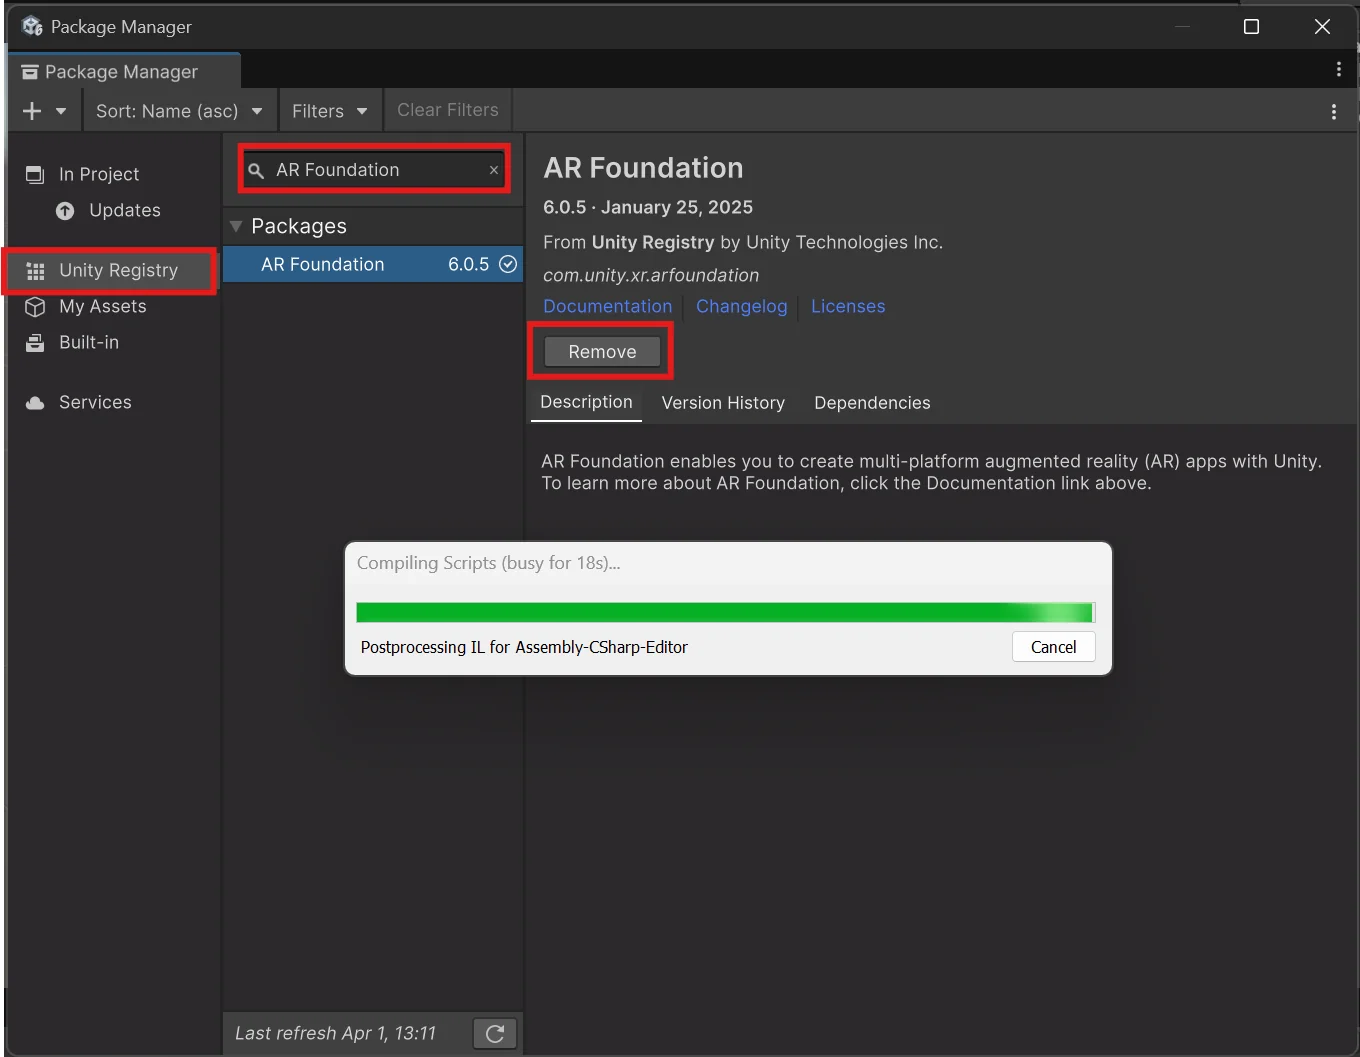 Package Manager
Package Manager
Sort: Name (asc)
Filters
Clear Filters
In Project
Updates
Unity Registry
My Assets
Built-in
Services
AR Foundation
Packages
AR Foundation 6.0.5
Last refresh Apr 1, 13:11
AR Foundation
6.0.5 · January 25, 2025
From Unity Registry by Unity Technologies Inc.
com.unity.xr.arfoundation
Documentation Changelog Licenses
Remove
Description Version History Dependencies
AR Foundation enables you to create multi-platform augmented reality (AR) apps with Unity.
To learn more about AR Foundation, click the Documentation link above.
Compiling Scripts (busy for 18s)...
Postprocessing IL for Assembly-CSharp-Editor
Cancel